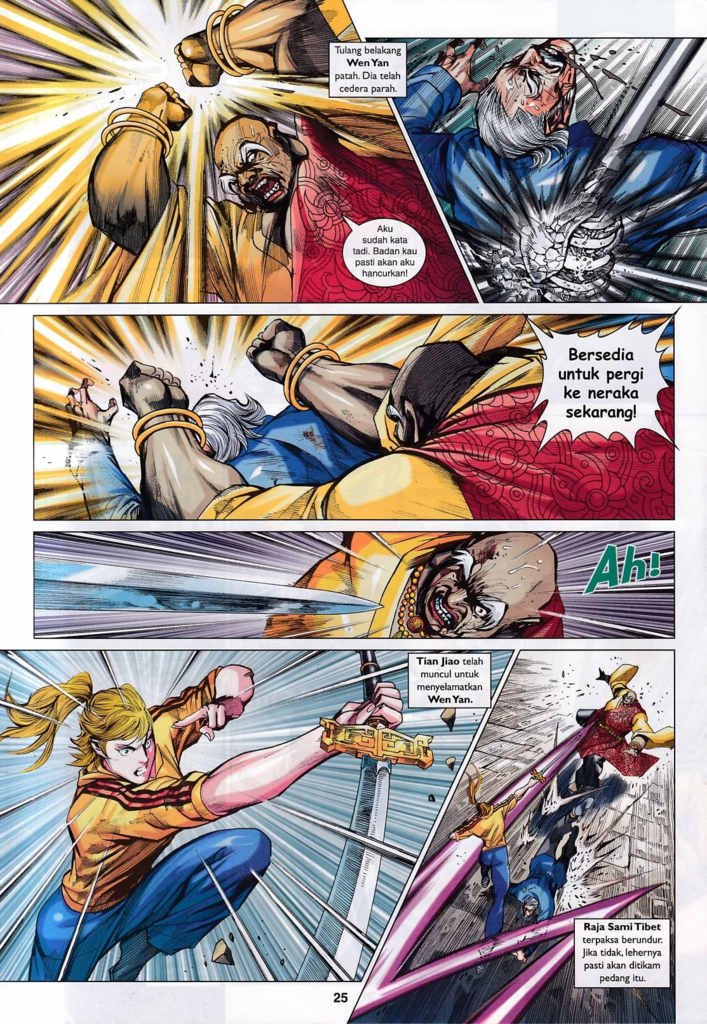 Tulang belakang
Wen Yan
patah. Dia telah
cedera parah.
Aku
sudah kata
tadi. Badan kau
pasti akan aku
hancurkan!
Bersedia
untuk pergi
ke neraka
sekarang!
Ah!
Tian Jiao telah
muncul untuk
menyelamatkan
Wen Yan.
Raja Sami Tibet
terpaksa berundur.
Jika tidak, lehernya
pasti akan ditikam
pedang itu.
25